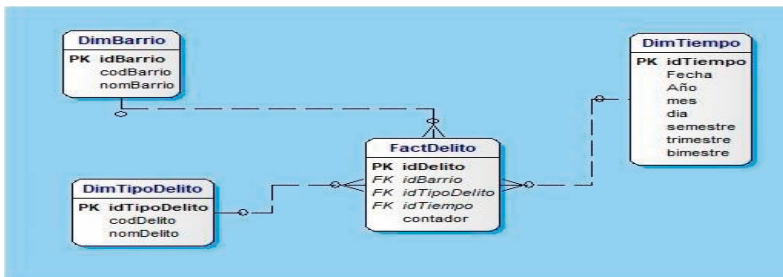 DimBarrio
PK idBarrio
codBarrio
nomBarrio
DimTiempo
PK idTiempo
Fecha
Año
mes
dia
semestre
trimestre
bimestre
FactDelito
PK idDelito
FK idBarrio
FK idTipoDelito
FK idTiempo
contador
DimTipoDelito
PK idTipoDelito
codDelito
nomDelito